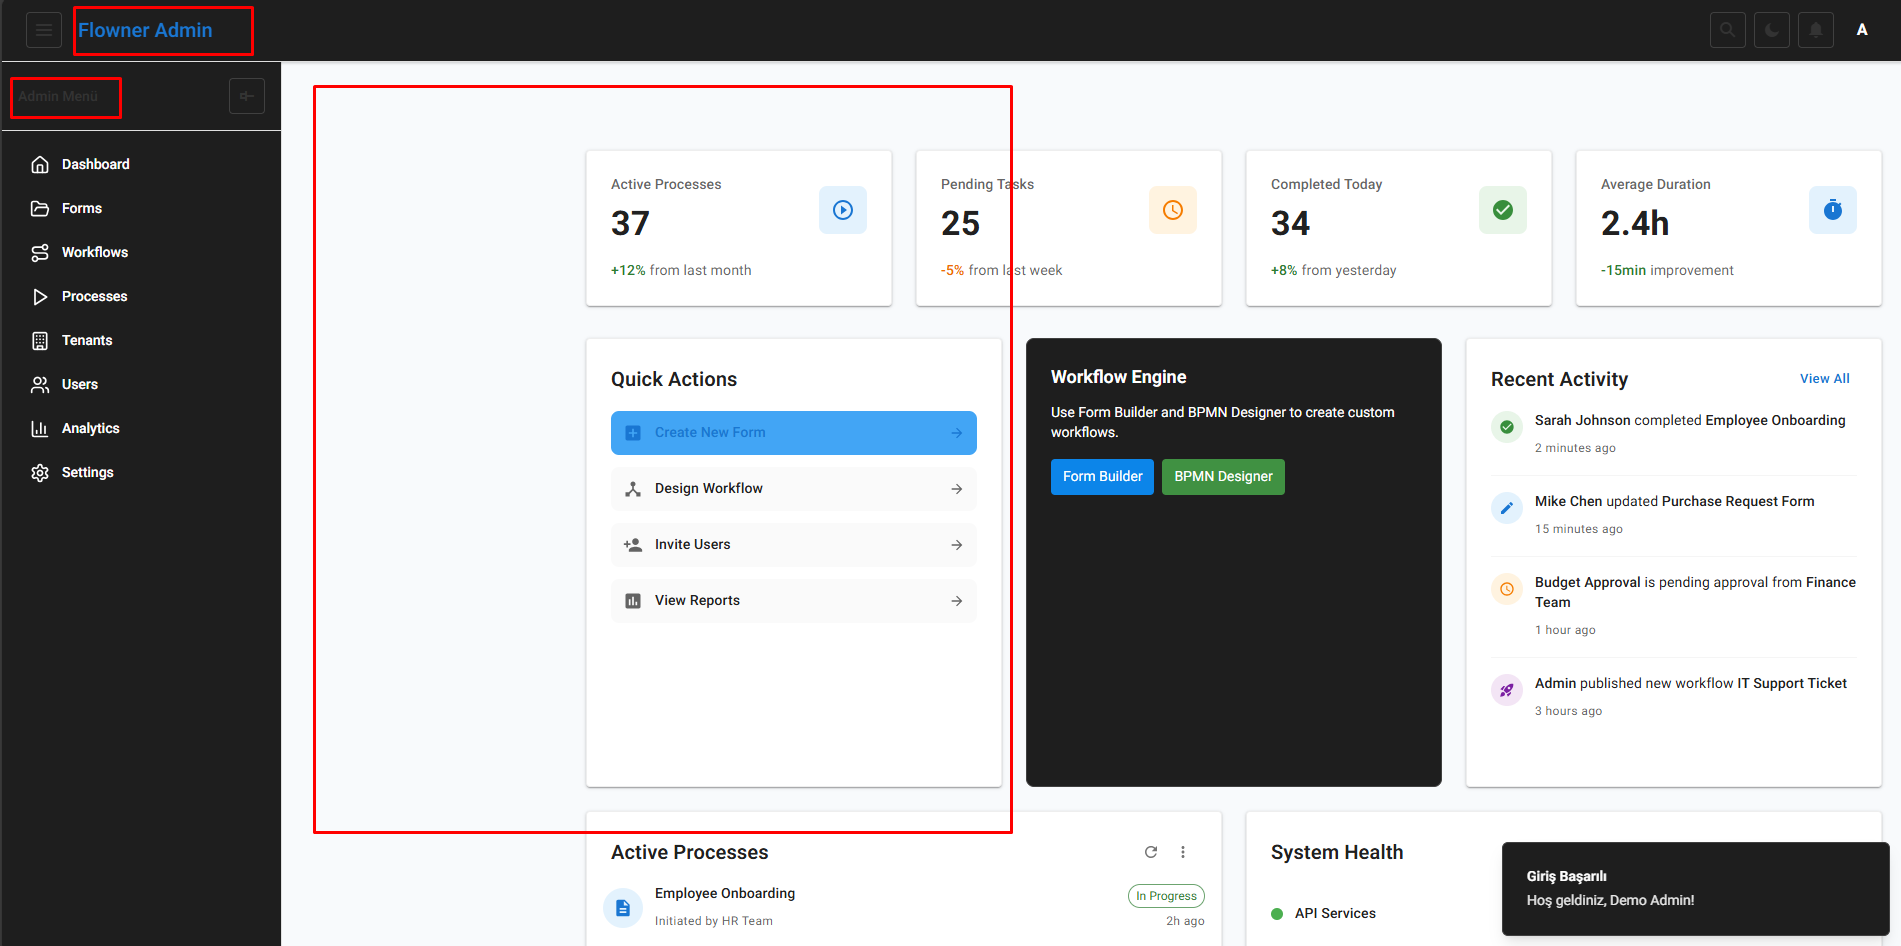 Flowner Admin
A
Admin Menü
Dashboard
Forms
Workflows
Processes
Tenants
Users
Analytics
Settings
Active Processes
37
+12% from last month
Pending Tasks
25
-5% from last week
Completed Today
34
+8% from yesterday
Average Duration
2.4h
-15min improvement
Quick Actions
Create New Form
Design Workflow
Invite Users
View Reports
Workflow Engine
Use Form Builder and BPMN Designer to create custom
workflows.
Form Builder
BPMN Designer
Recent Activity
View All
Sarah Johnson completed Employee Onboarding
2 minutes ago
Mike Chen updated Purchase Request Form
15 minutes ago
Budget Approval is pending approval from Finance
Team
1 hour ago
Admin published new workflow IT Support Ticket
3 hours ago
Active Processes
Employee Onboarding
Initiated by HR Team
In Progress
2h ago
System Health
API Services
Giriş Başarılı
Hoş geldiniz, Demo Admin!